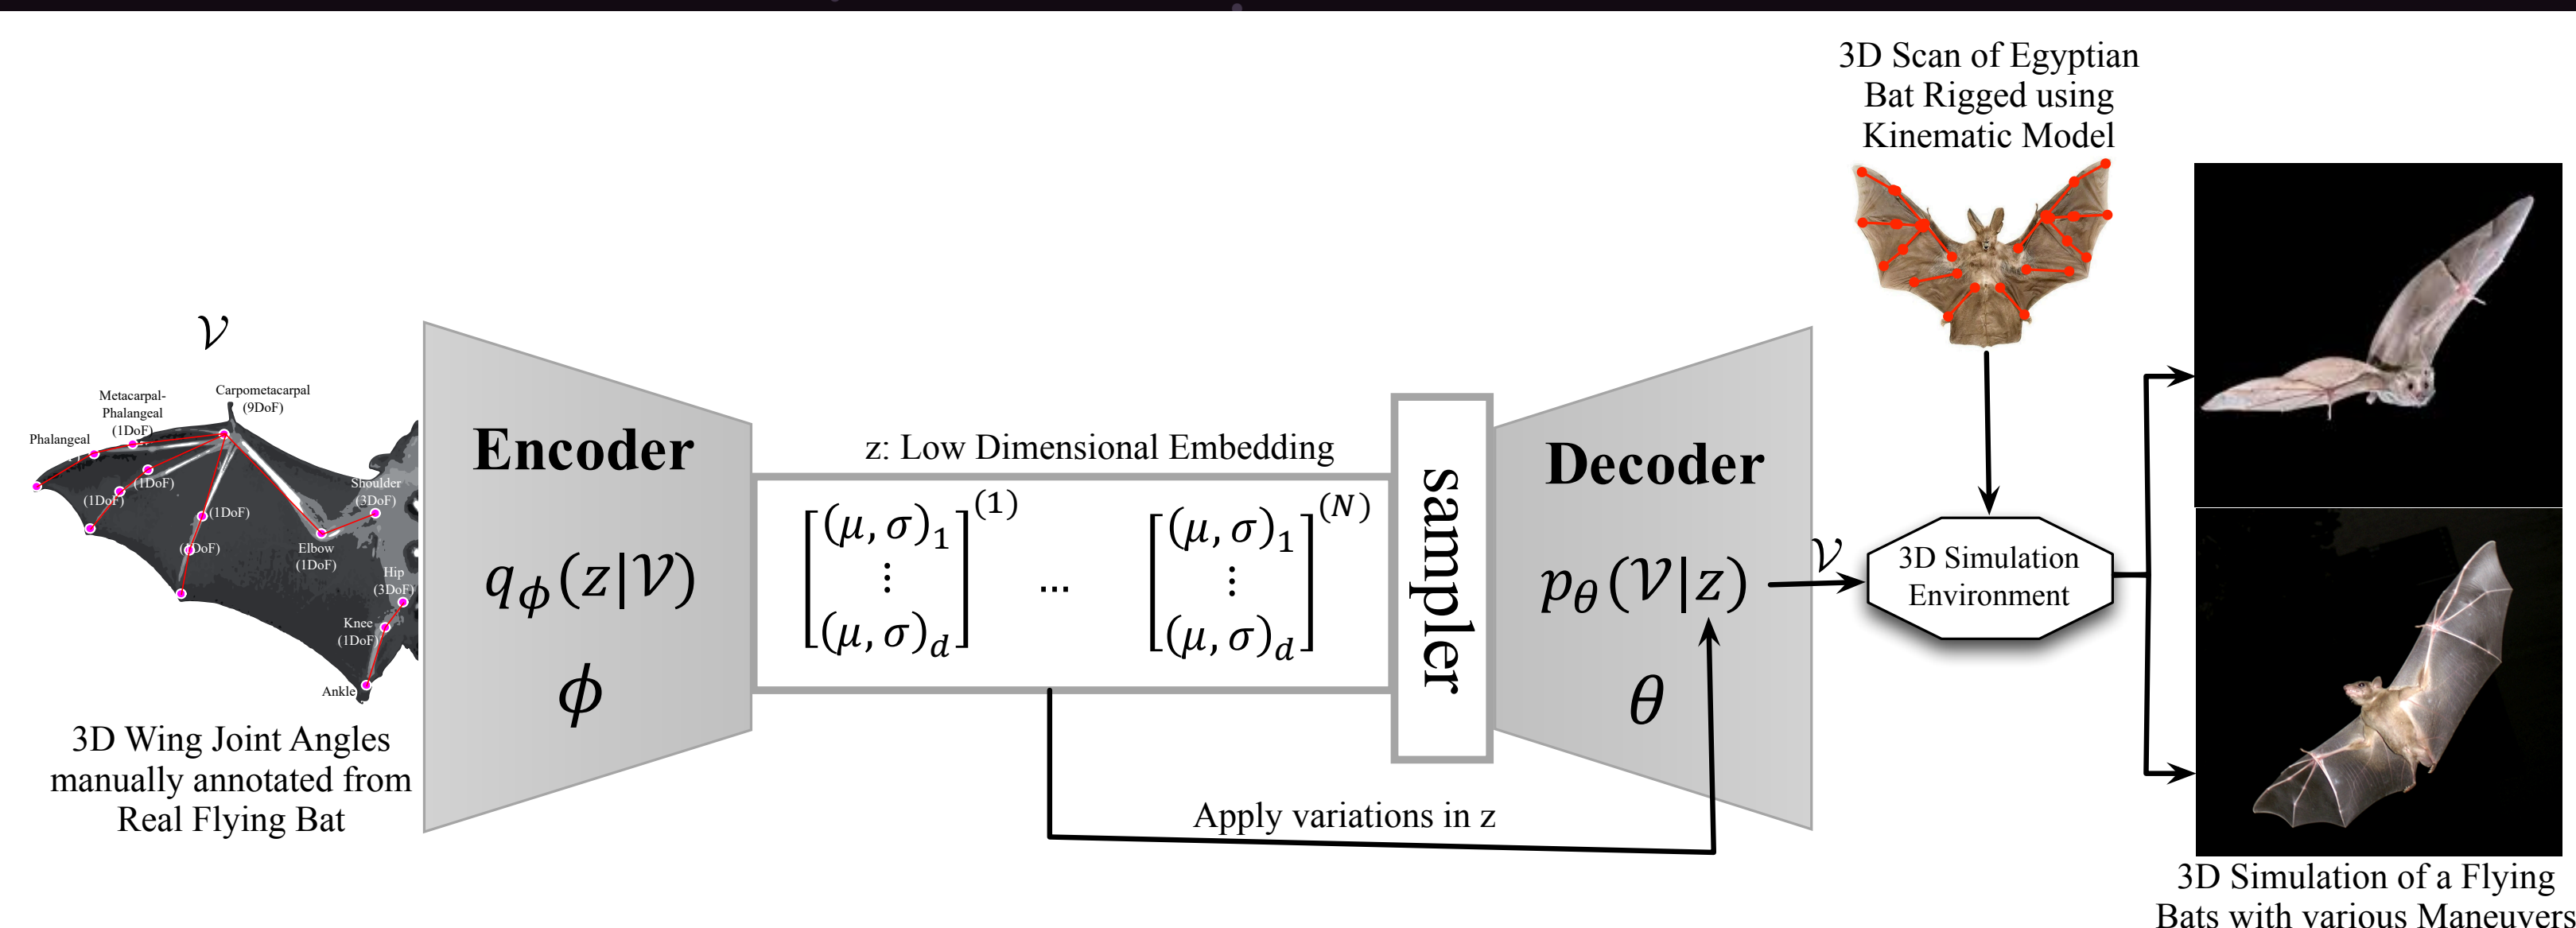 𝒱
Metacarpal-
Phalangeal
(1DoF)
Carpometacarpal
(9DoF)
Phalangeal
(1DoF)
(1DoF)
(1DoF)
Shoulder
(3DoF)
Elbow
(1DoF)
Hip
(3DoF)
Knee
(1DoF)
Ankle
3D Wing Joint Angles
manually annotated from
Real Flying Bat
Encoder
q_ϕ(z|𝒱)
ϕ
z: Low Dimensional Embedding
[(μ, σ)_1 ⋮ (μ, σ)_d]^(1) ... [(μ, σ)_1 ⋮ (μ, σ)_d]^(N)
sampler
Apply variations in z
Decoder
p_θ(𝒱|z)
θ
𝒱
3D Scan of Egyptian
Bat Rigged using
Kinematic Model
3D Simulation
Environment
3D Simulation of a Flying
Bats with various Maneuvers